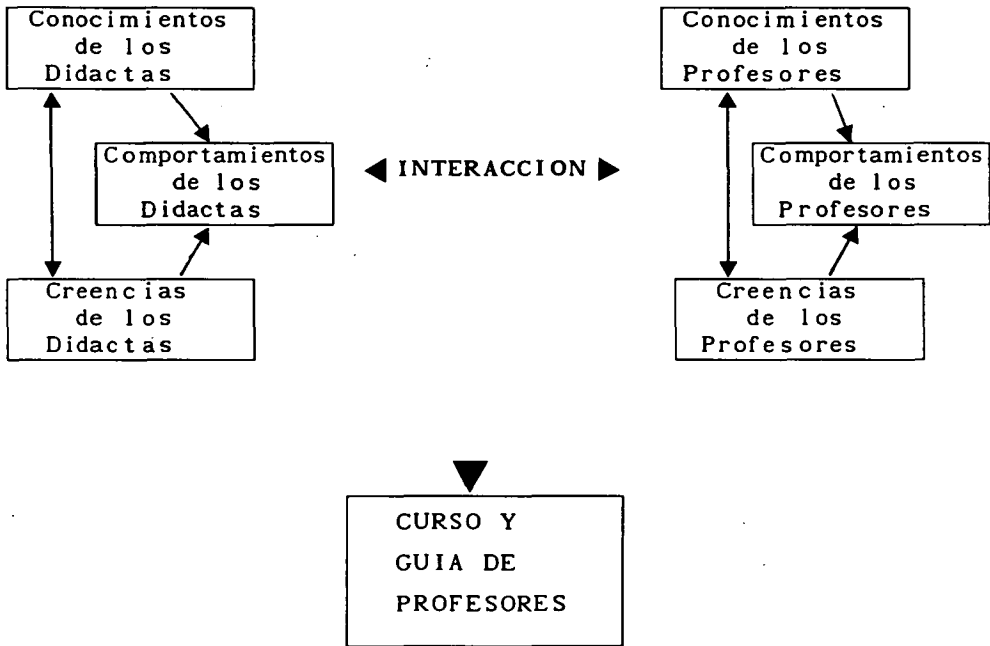 Conocimientos
de los
Didactas
Comportamientos
de los
Didactas
Creencias
de los
Didactas
INTERACCION
Conocimientos
de los
Profesores
Comportamientos
de los
Profesores
Creencias
de los
Profesores
CURSO Y
GUIA DE
PROFESORES